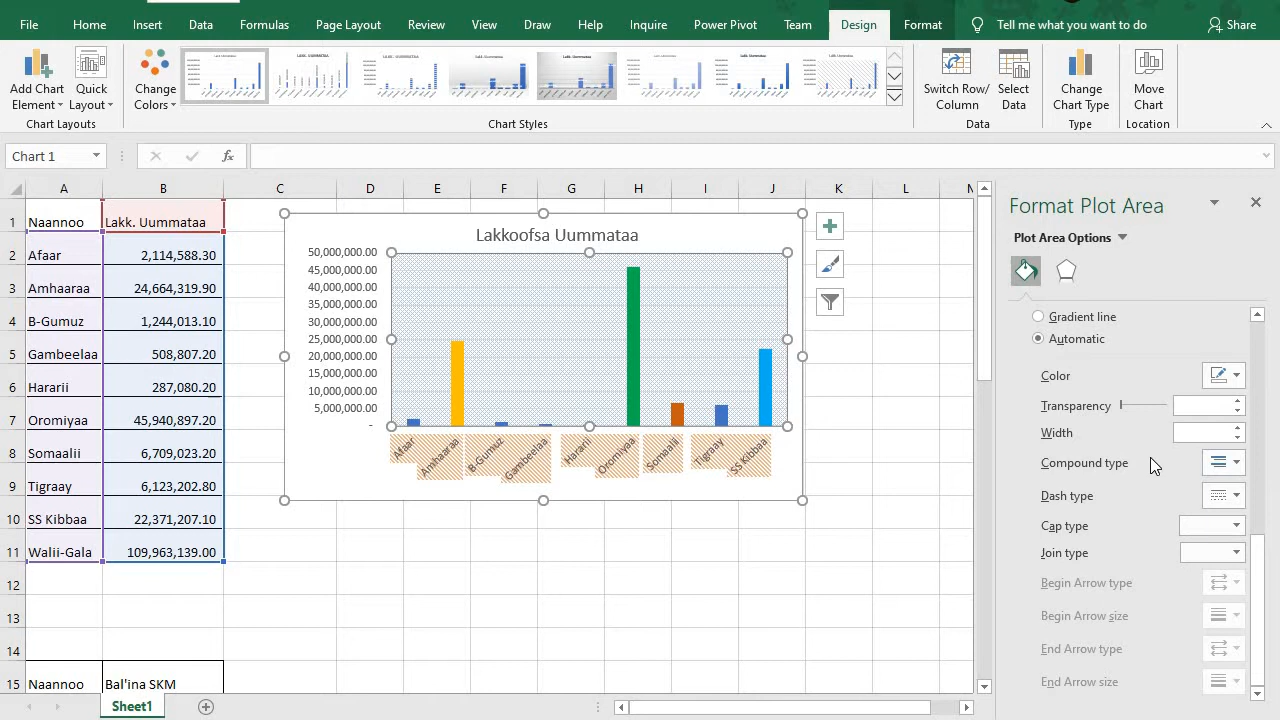 File Home Insert Data Formulas Page Layout Review View Draw Help Inquire Power Pivot Team Design Format Tell me what you want to do Share
Add Chart Element
Quick Layout
Change Colors
Switch Row/ Column
Select Data
Change Chart Type
Move Chart
Chart Layouts Chart Styles Data Type Location
Chart 1 fx
A B C D E F G H I J K L
1 Naannoo Lakk. Uummataa
2 Afaar 2,114,588.30
3 Amhaaraa 24,664,319.90
4 B-Gumuz 1,244,013.10
5 Gambeelaa 508,807.20
6 Hararii 287,080.20
7 Oromiyaa 45,940,897.20
8 Somaalii 6,709,023.20
9 Tigraay 6,123,202.80
10 SS Kibbaa 22,371,207.10
11 Walii-Gala 109,963,139.00
12
13
14
15 Naannoo Bal'ina SKM
Lakkoofsa Uummataa
50,000,000.00
45,000,000.00
40,000,000.00
35,000,000.00
30,000,000.00
25,000,000.00
20,000,000.00
15,000,000.00
10,000,000.00
5,000,000.00
-
Afaar Amhaaraa B-Gumuz Gambeelaa Hararii Oromiyaa Somaalii Tigraay SS Kibbaa
Format Plot Area
Plot Area Options
Gradient line
Automatic
Color
Transparency
Width
Compound type
Dash type
Cap type
Join type
Begin Arrow type
Begin Arrow size
End Arrow type
End Arrow size
Sheet1